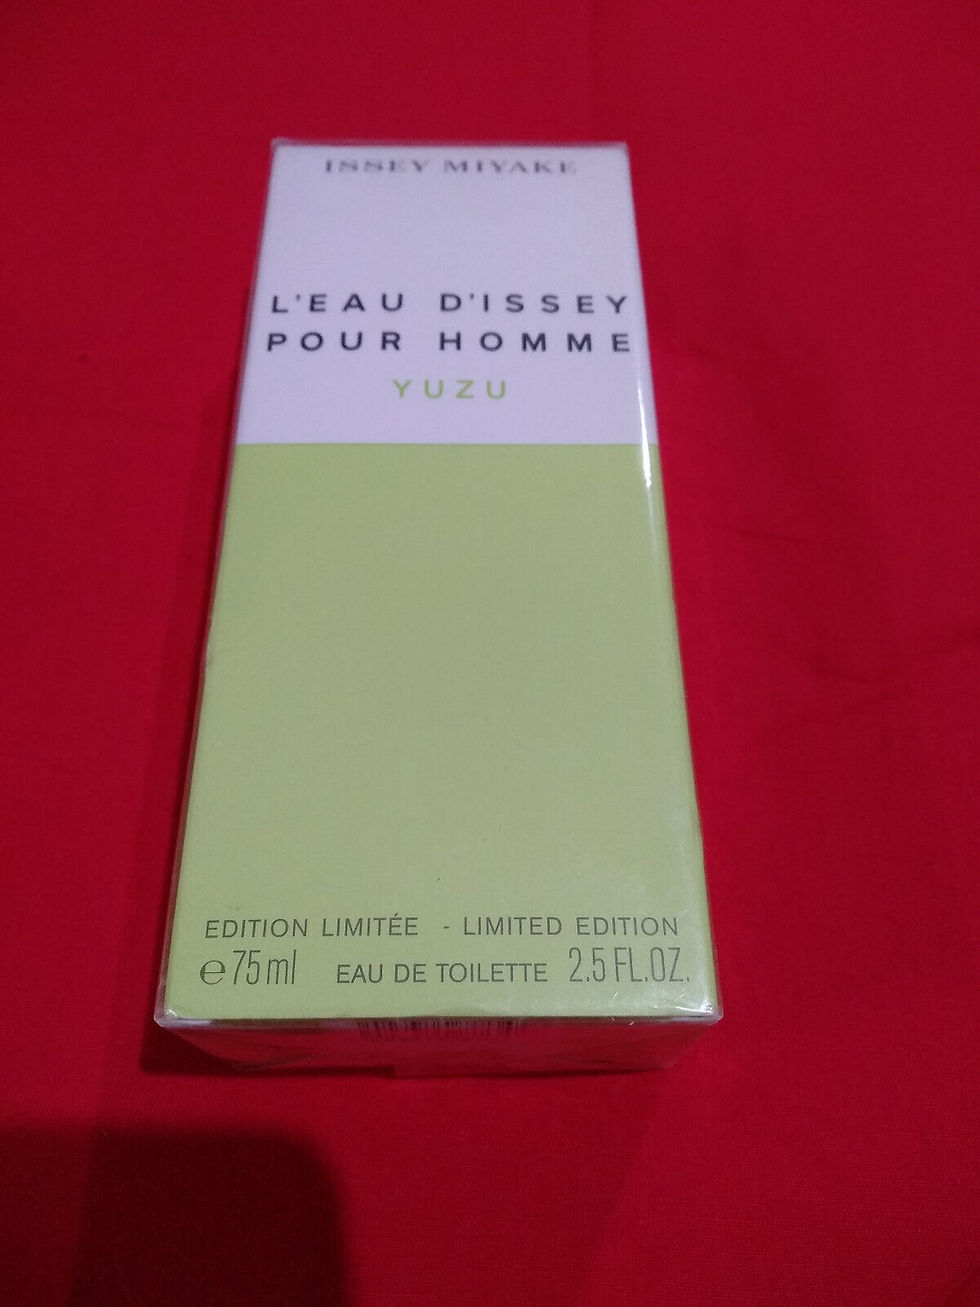 ISSEY MIYAKE
L'EAU D'ISSEY
POUR HOMME
YUZU
EDITION LIMITÉE - LIMITED EDITION
℮75ml EAU DE TOILETTE 2.5 FL.OZ.